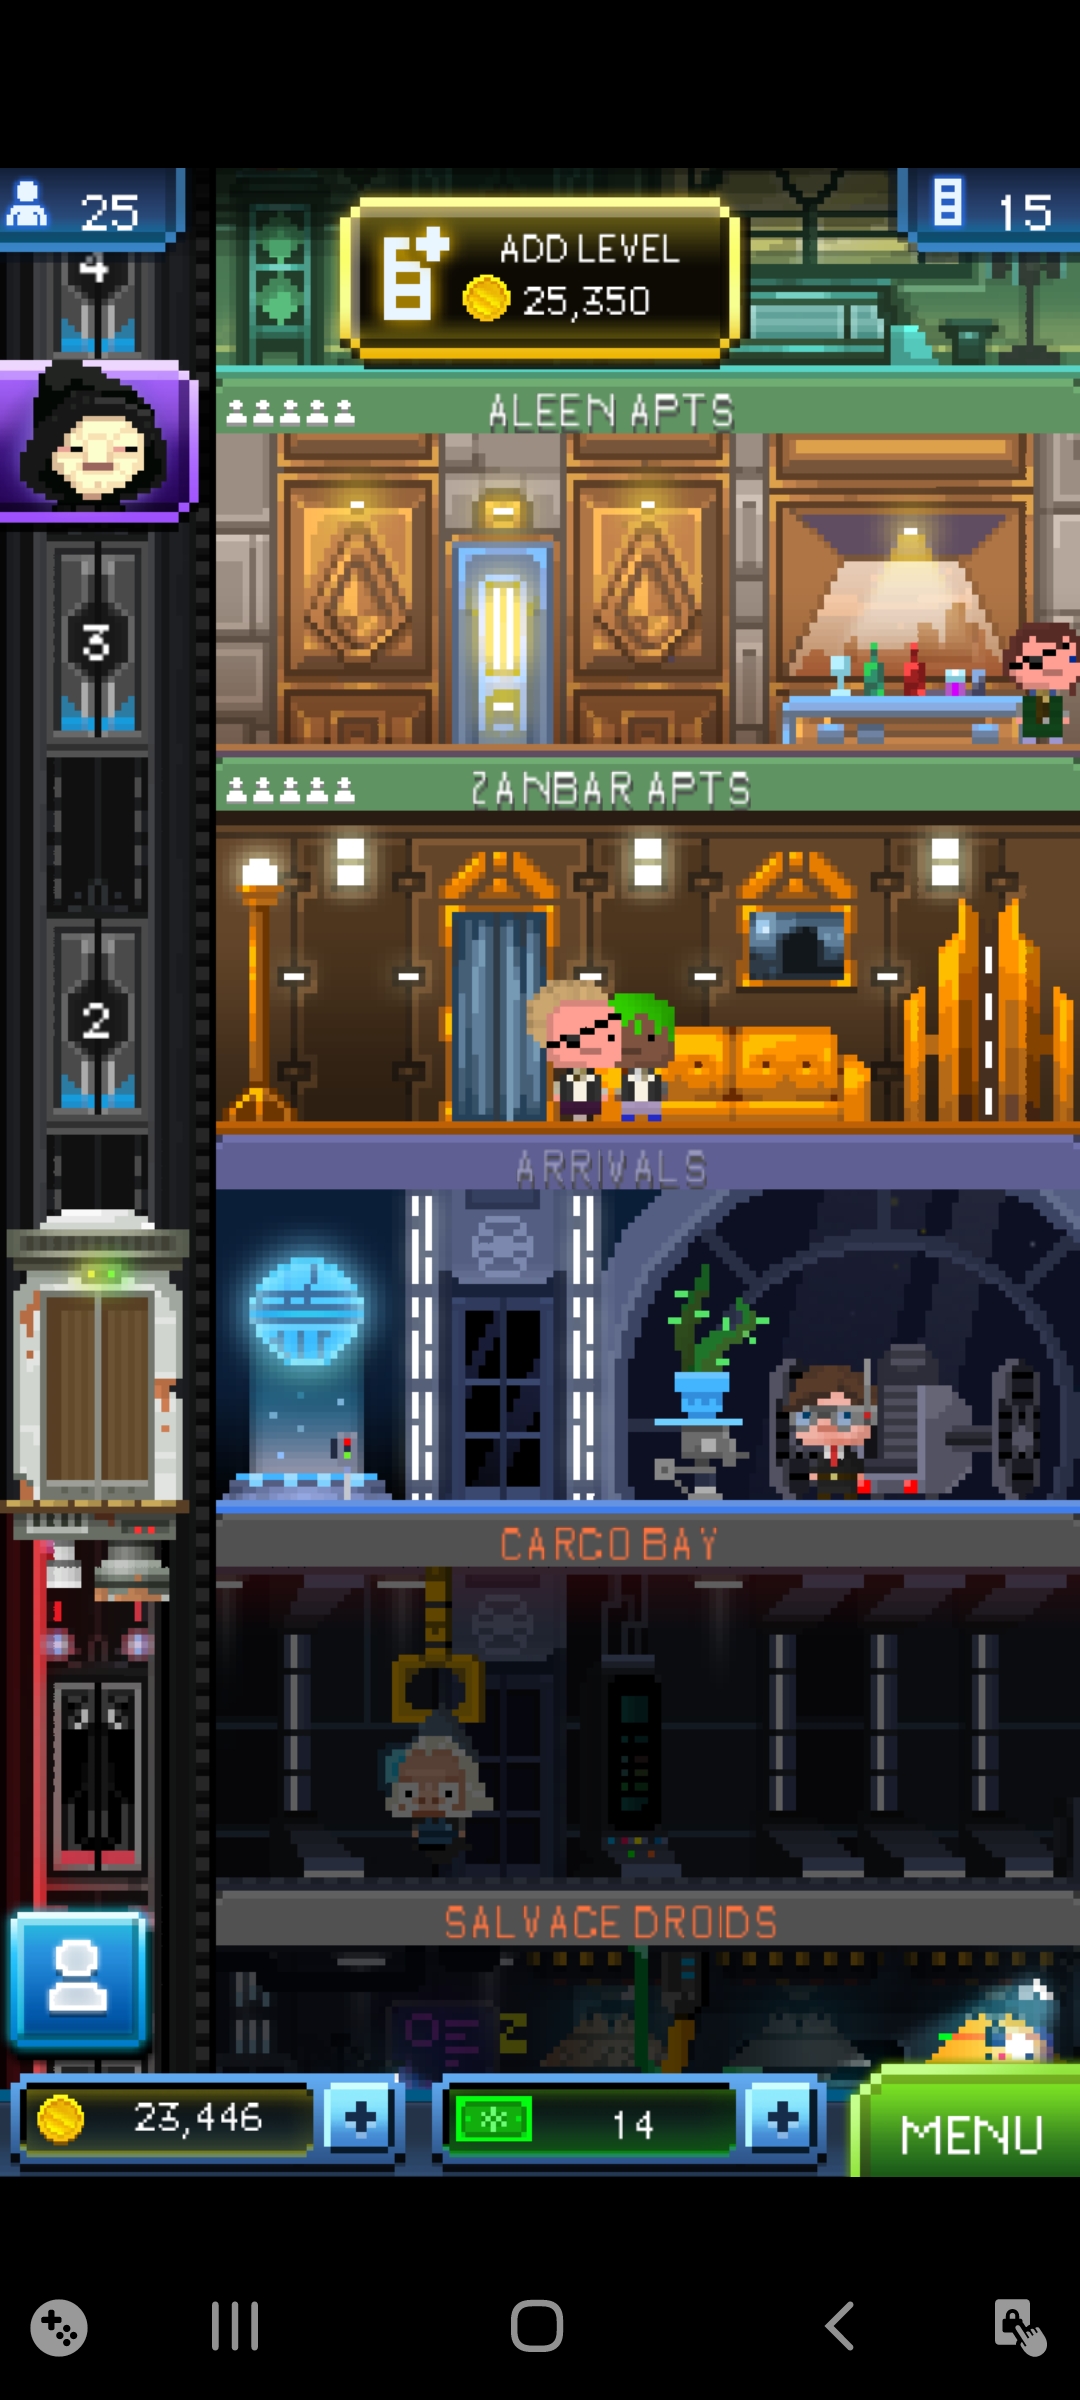 25
ADD LEVEL
25,350
15
4
ALEEN APTS
3
ZANBAR APTS
2
ARRIVALS
CARGO BAY
SALVAGE DROIDS
23,446
14
MENU